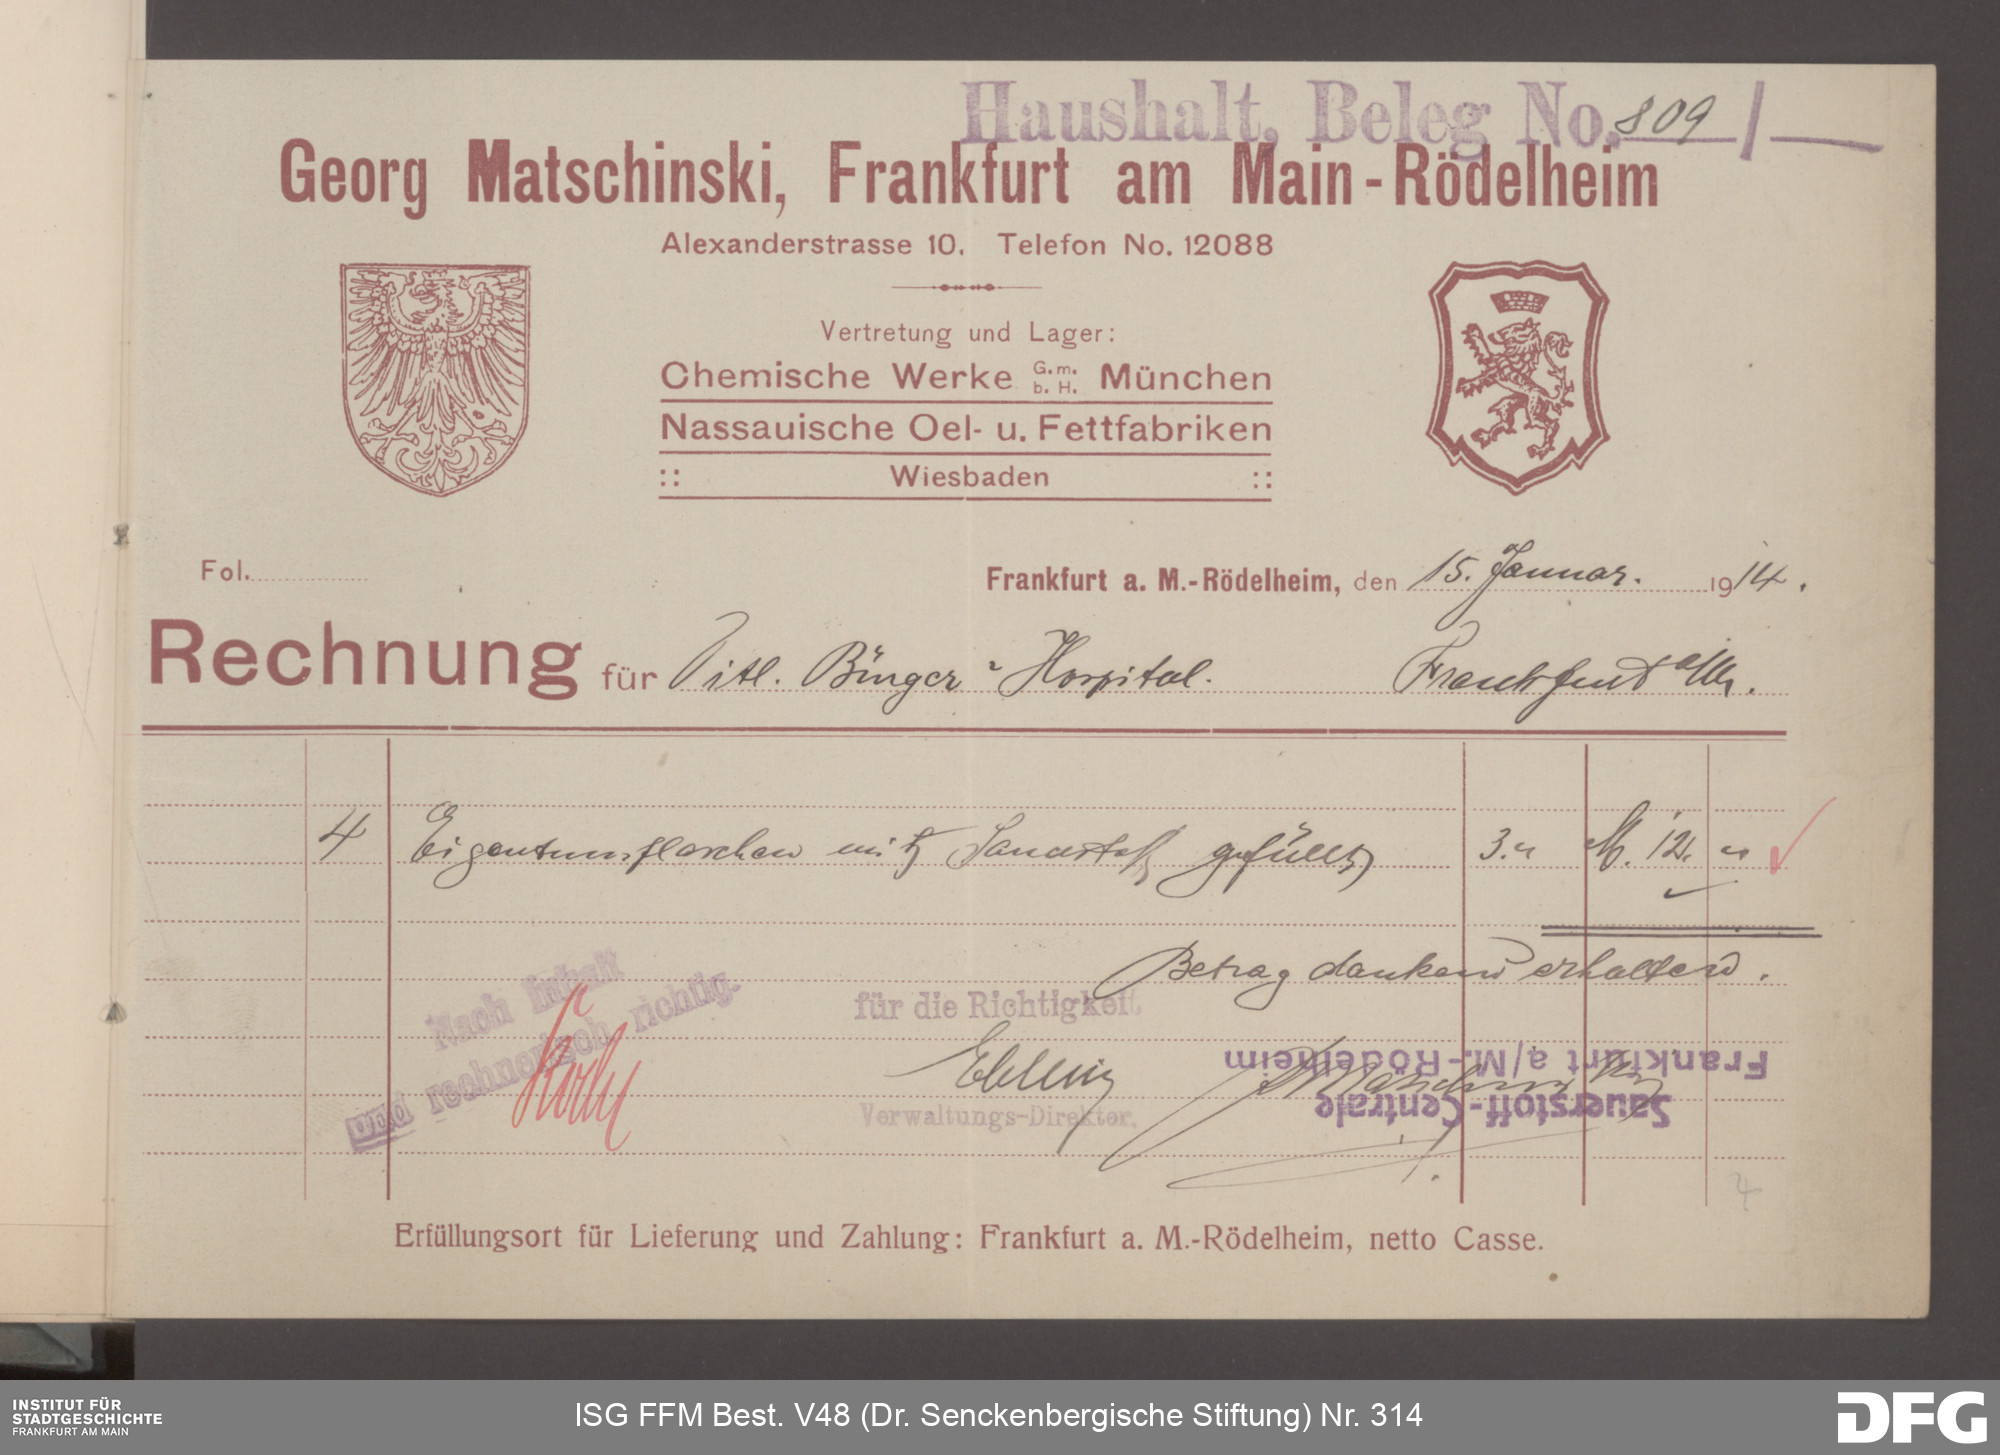 Haushalt, Beleg No. 809 /
Georg Matschinski, Frankfurt am Main-Rödelheim
Alexanderstrasse 10. Telefon No. 12088
Vertretung und Lager:
Chemische Werke G.m.b.H. München
Nassauische Oel- u. Fettfabriken
:: Wiesbaden ::
Fol.
Frankfurt a. M.-Rödelheim, den 15. Januar. 1914.
Rechnung für Titl. Bürger-Hospital. Frankfurt a/M.
4 Eigentumsflaschen mit Sauerstoff gefüllt 3.„ M. 12. „
Betrag dankend erhalten.
Nach Inhalt
und rechnerisch richtig.
für die Richtigkeit.
Verwaltungs-Direktor.
Sauerstoff-Centrale
Frankfurt a/M.-Rödelheim
Erfüllungsort für Lieferung und Zahlung: Frankfurt a. M.-Rödelheim, netto Casse.
INSTITUT FÜR
STADTGESCHICHTE
FRANKFURT AM MAIN
ISG FFM Best. V48 (Dr. Senckenbergische Stiftung) Nr. 314
DFG